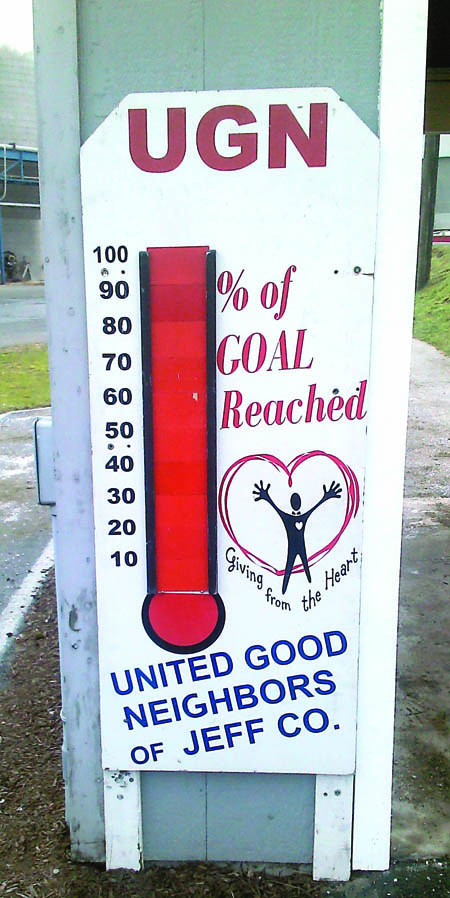 UGN
100
90
80
70
60
50
40
30
20
10
% of
GOAL
Reached
Giving from the Heart
UNITED GOOD
NEIGHBORS
OF JEFF CO.